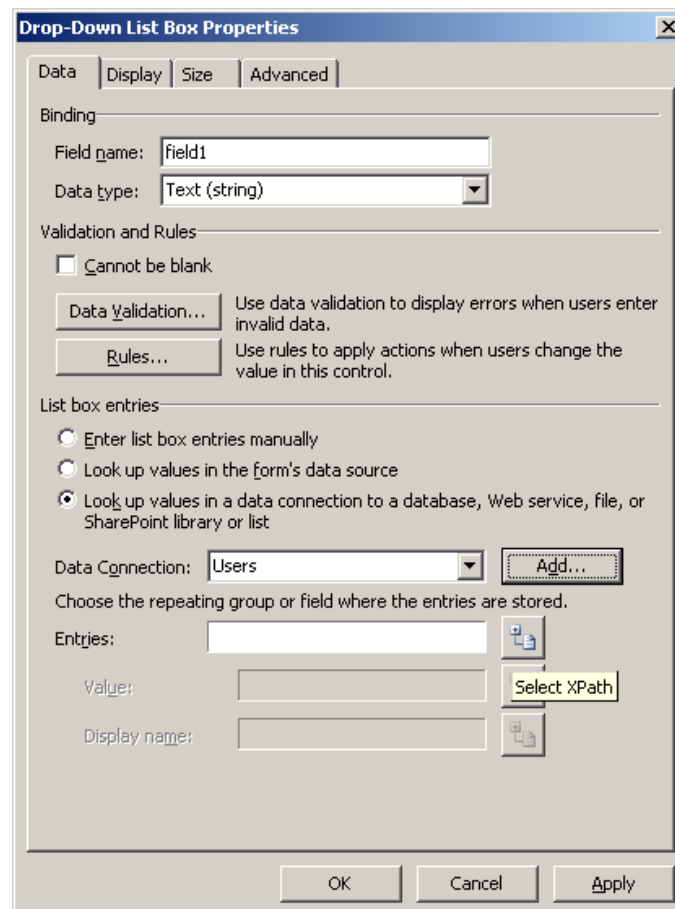 Drop-Down List Box Properties
Data Display Size Advanced
Binding
Field name: field1
Data type: Text (string)
Validation and Rules
Cannot be blank
Data Validation... Use data validation to display errors when users enter
invalid data.
Rules... Use rules to apply actions when users change the
value in this control.
List box entries
Enter list box entries manually
Look up values in the form's data source
Look up values in a data connection to a database, Web service, file, or
SharePoint library or list
Data Connection: Users Add...
Choose the repeating group or field where the entries are stored.
Entries:
Value: Select XPath
Display name:
OK Cancel Apply